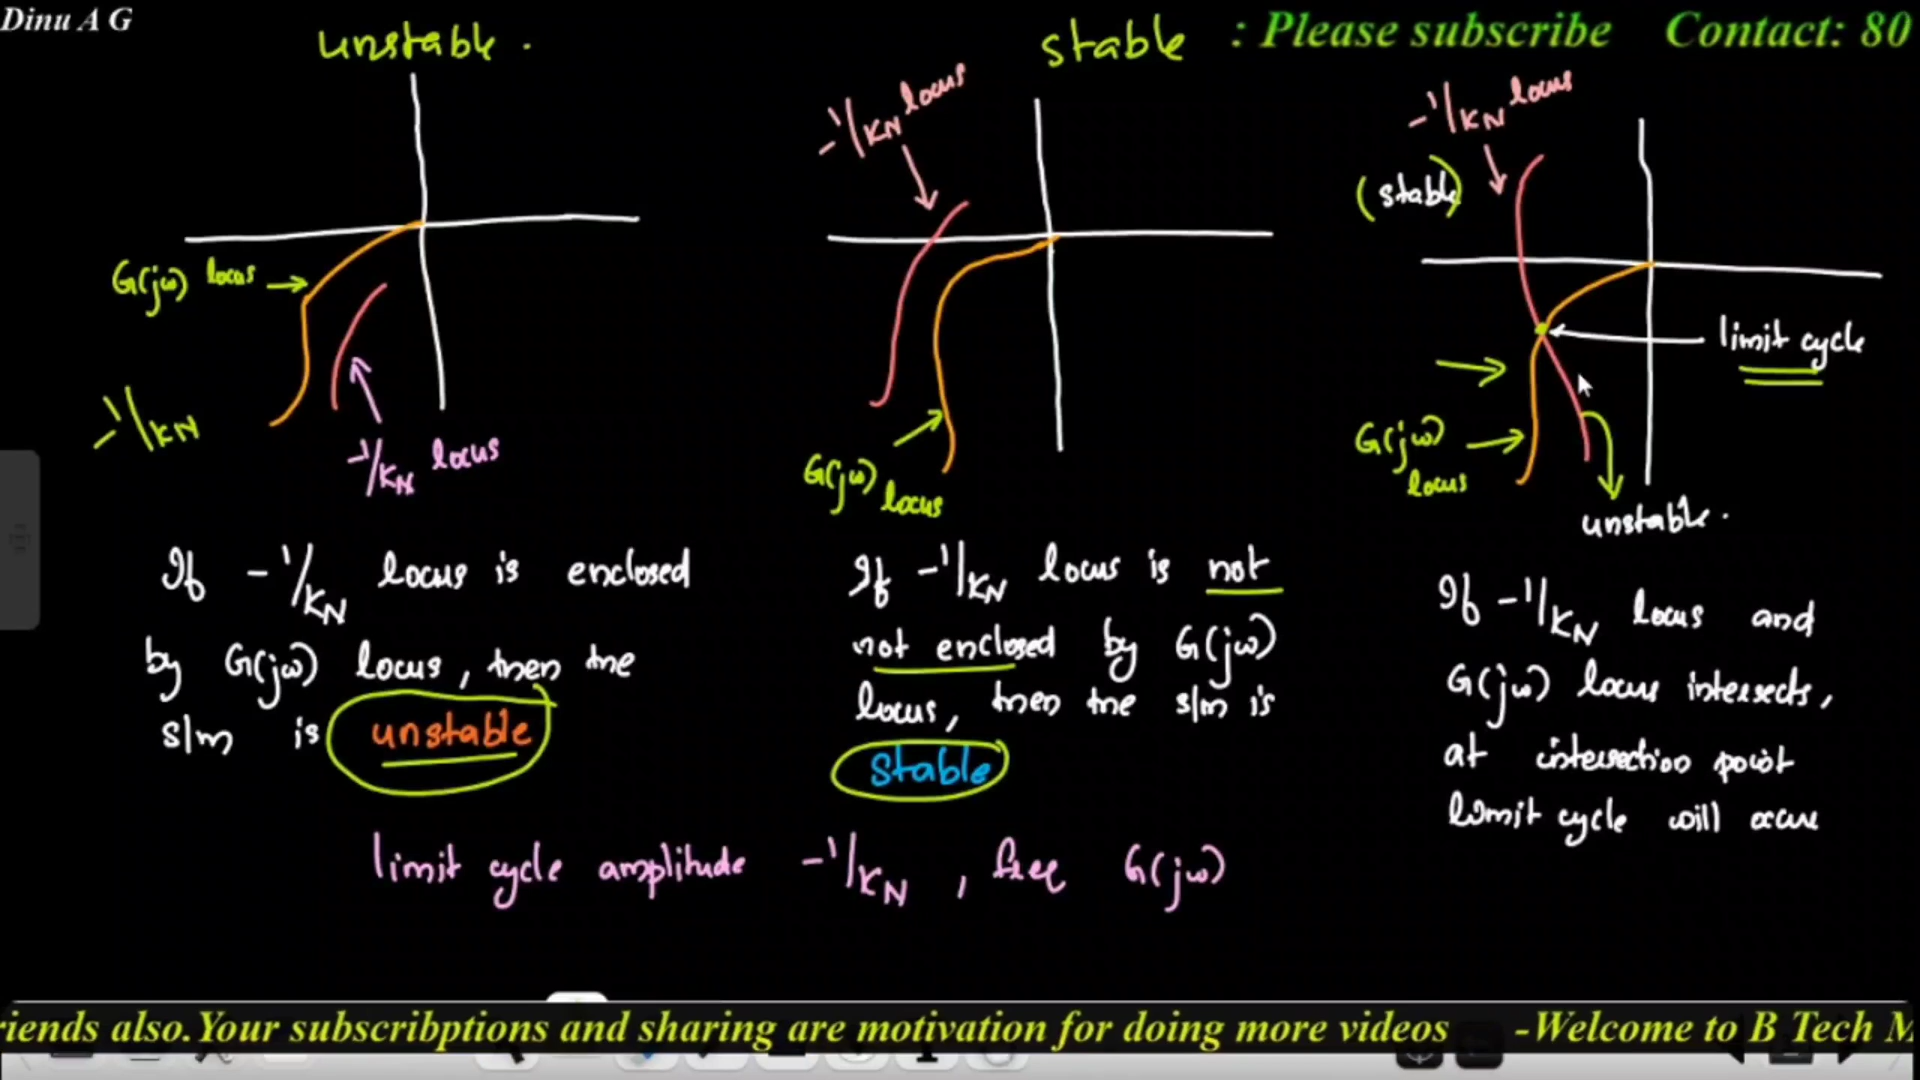 Dinu A G
: Please subscribe Contact: 80
unstable.
G(jω) locus
-1/KN
-1/KN locus
If -1/KN locus is enclosed
by G(jω) locus, then the
s/m is unstable
stable
-1/KN locus
G(jω) locus
If -1/KN locus is not
not enclosed by G(jω)
locus, then the s/m is
stable
-1/KN locus
(stable)
limit cycle
G(jω)
locus
unstable.
If -1/KN locus and
G(jω) locus intersects,
at intersection point
limit cycle will occur
limit cycle amplitude -1/KN, freq G(jω)
riends also.Your subscribptions and sharing are motivation for doing more videos -Welcome to B Tech M